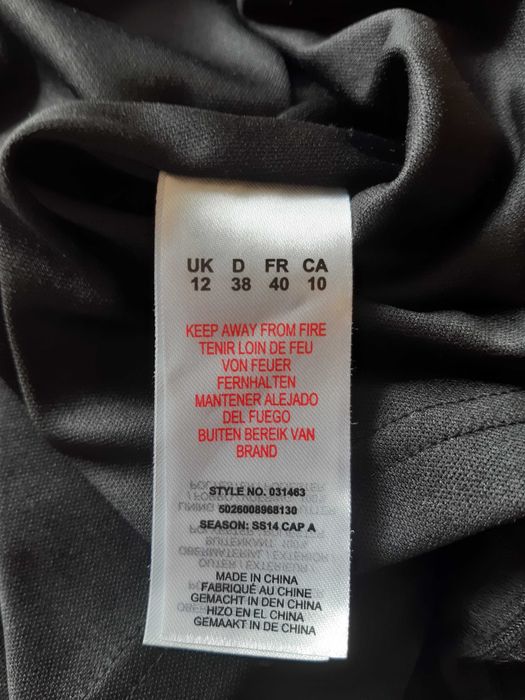 UK D FR CA
12 38 40 10
KEEP AWAY FROM FIRE
TENIR LOIN DE FEU
VON FEUER
FERNHALTEN
MANTENER ALEJADO
DEL FUEGO
BUITEN BEREIK VAN
BRAND
STYLE NO. 031463
5026008968130
SEASON: SS14 CAP A
MADE IN CHINA
FABRIQUÉ AU CHINE
GEMACHT IN DEN CHINA
HIZO EN EL CHINA
GEMAAKT IN DE CHINA